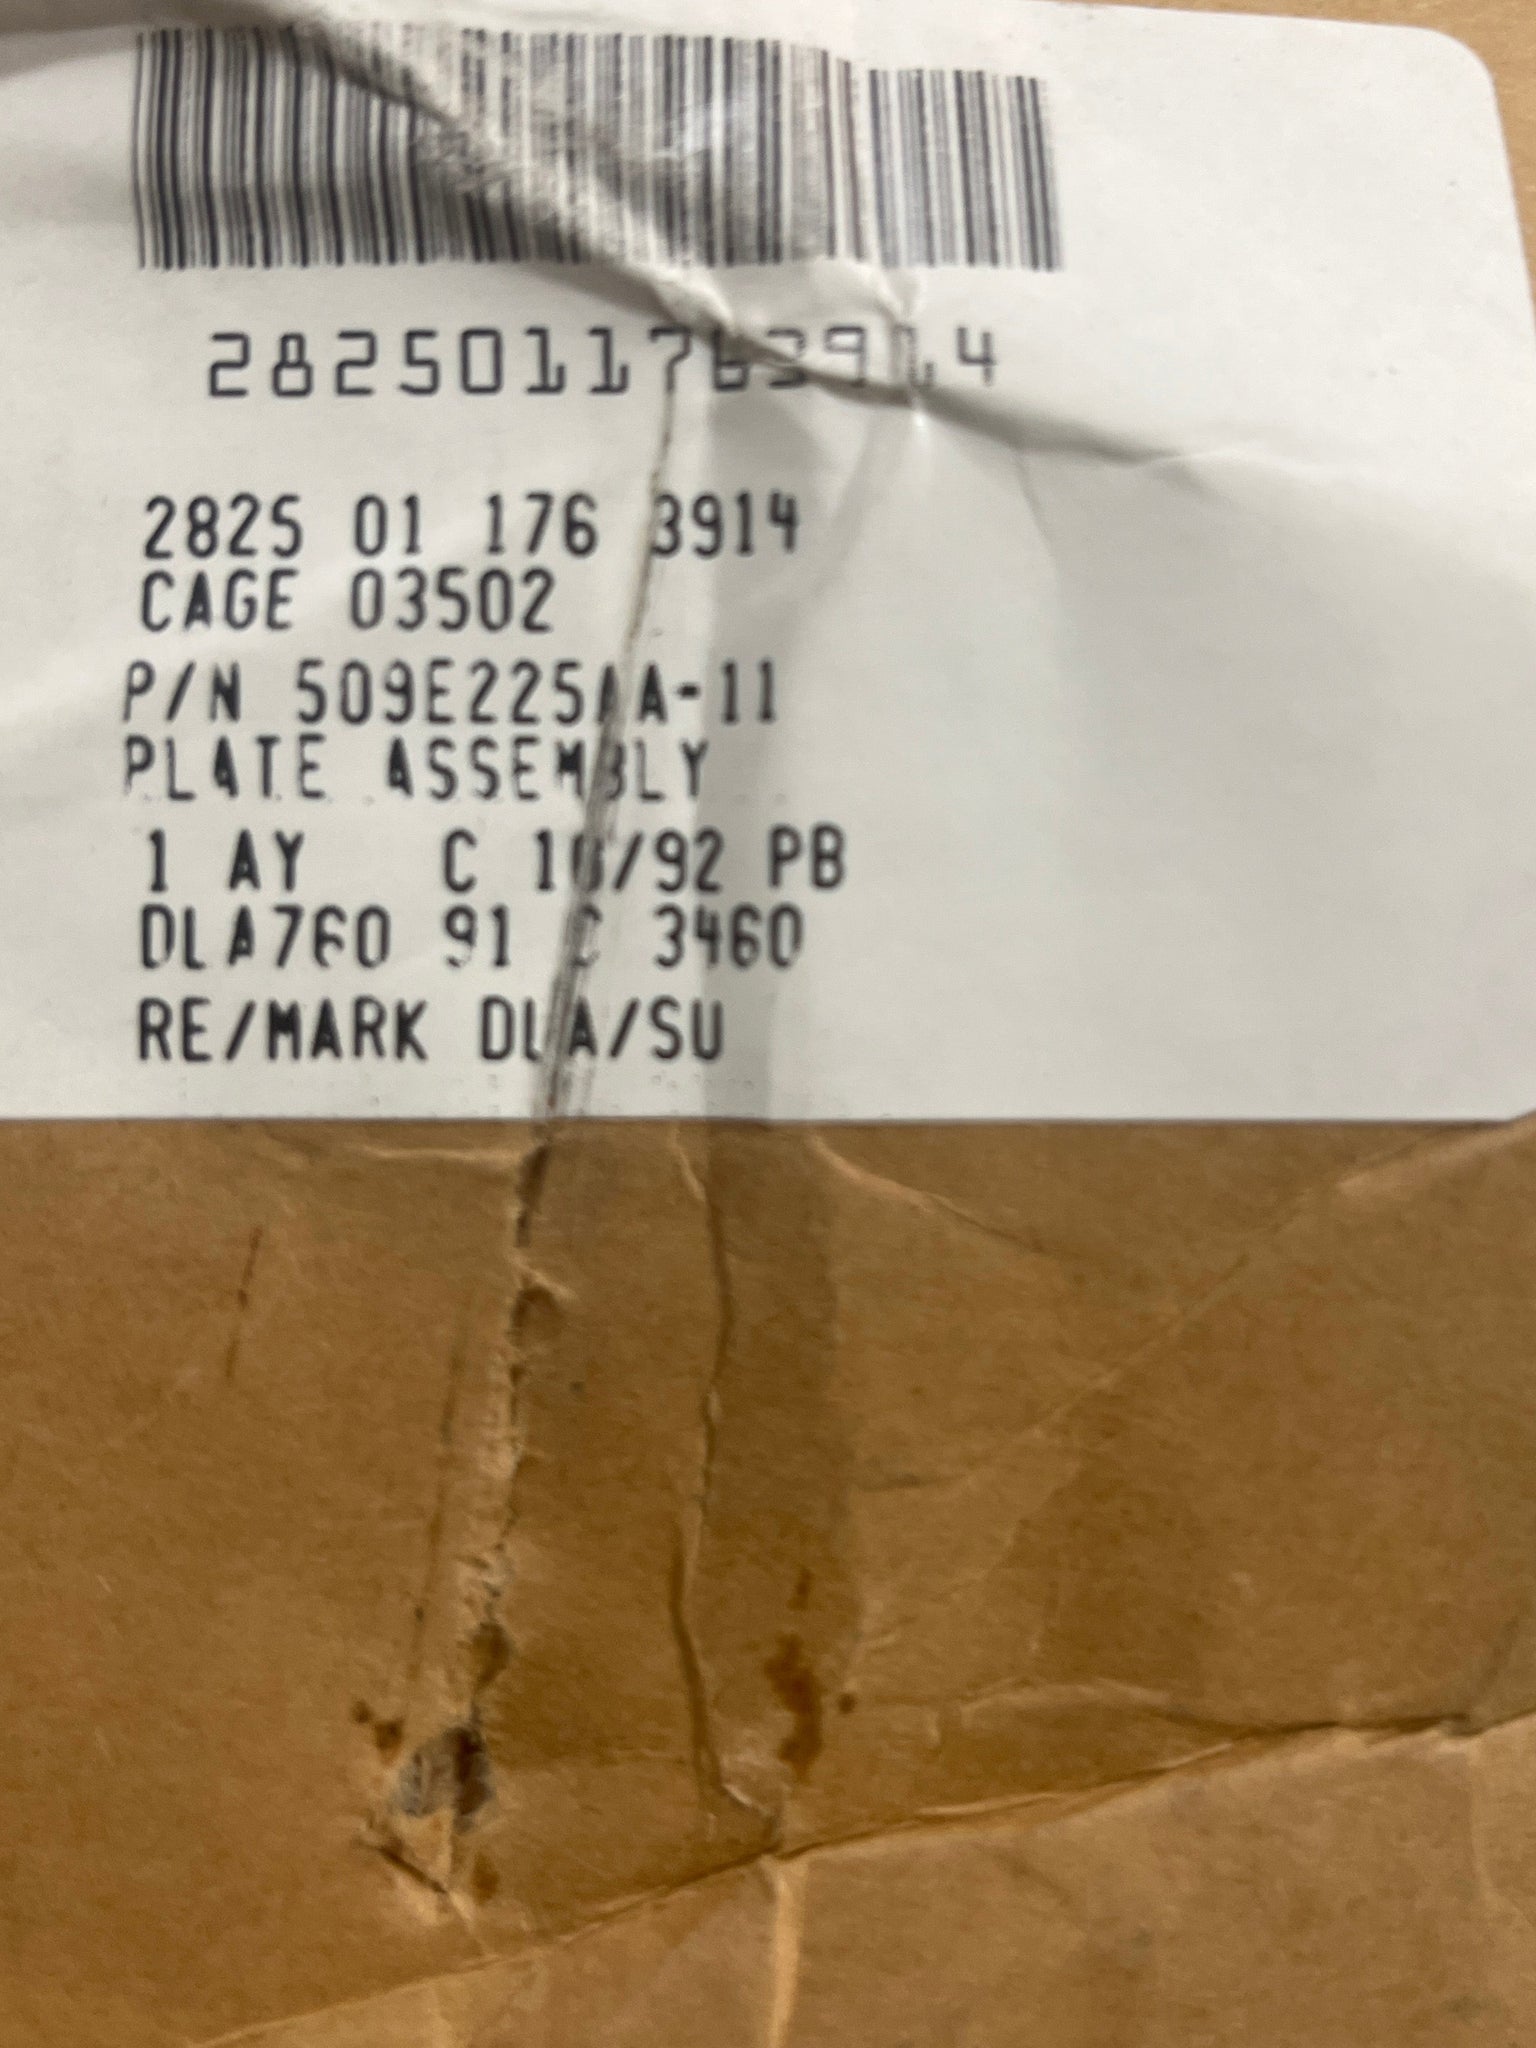 2825011763914
2825 01 176 3914
CAGE 03502
P/N 509E225AA-11
PLATE ASSEMBLY
1 AY C 10/92 PB
DLA760 91 C 3460
RE/MARK DLA/SU